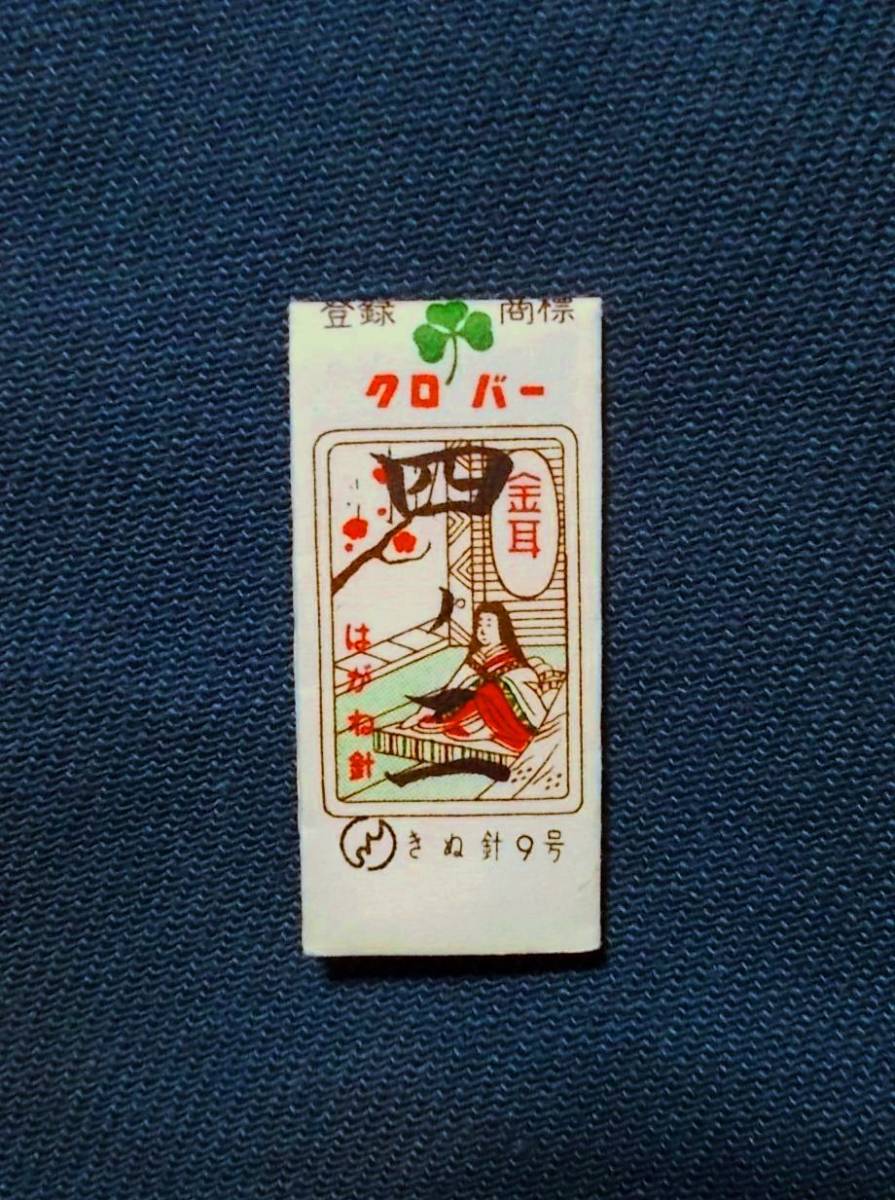 登録 商標
クロバー
金耳
四ノ二
はがね針
きぬ針9号